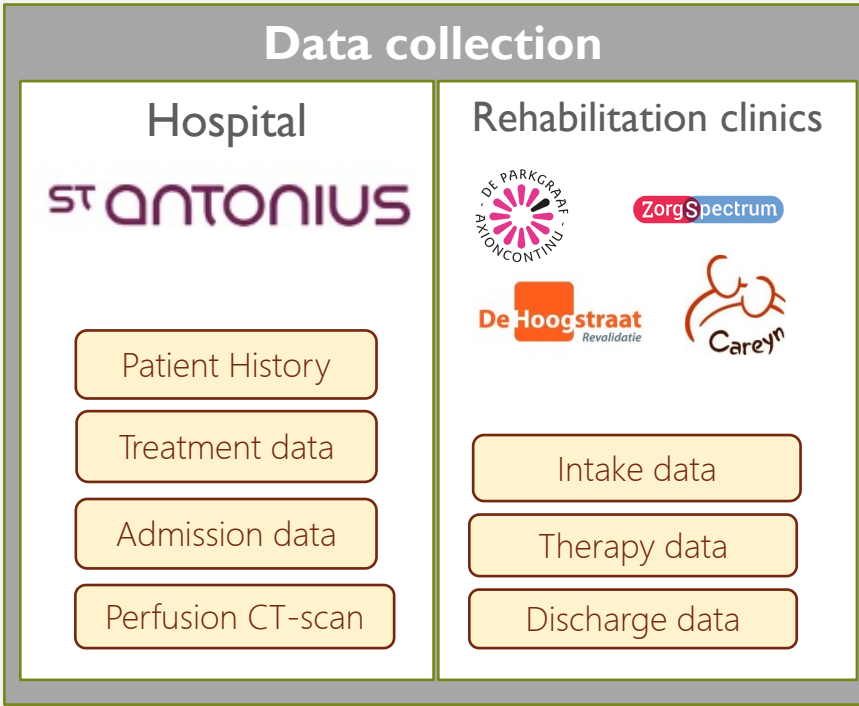 Data collection
Hospital
ST ANTONIUS
Patient History
Treatment data
Admission data
Perfusion CT-scan
Rehabilitation clinics
- DE PARKGRAAF -
AXIONCONTINU
ZorgSpectrum
De Hoogstraat
Revalidatie
Careyn
Intake data
Therapy data
Discharge data